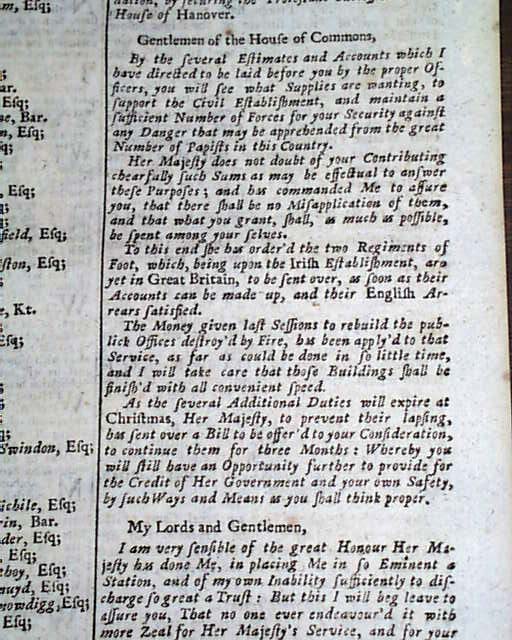 m, Esq;
ar.
Esq;
ne, Bar.
n, Esq;
sq;
, Esq;
field, Esq;
ston, Esq;
e, Kt.
Esq;
Swindon, Esq;
ichile, Esq;
rin, Bar.
der, Esq;
, Esq;
choy, Esq;
nuyd, Esq;
nowdigg, Esq;
Esq;
House of Hanover.
Gentlemen of the House of Commons,
By the several Estimates and Accounts which I
have directed to be laid before you by the proper Of-
ficers, you will see what Supplies are wanting, to
support the Civil Establishment, and maintain a
sufficient Number of Forces for your Security against
any Danger that may be apprehended from the great
Number of Papists in this Country.
Her Majesty does not doubt of your Contributing
chearfully such Sums as may be effectual to answer
these Purposes; and has commanded Me to assure
you, that there shall be no Misapplication of them,
and that what you grant, shall, as much as possible,
be spent among your selves.
To this end she has order'd the two Regiments of
Foot, which, being upon the Irish Establishment, are
yet in Great Britain, to be sent over, as soon as their
Accounts can be made up, and their English Ar-
rears satisfied.
The Money given last Sessions to rebuild the pub-
lick Offices destroy'd by Fire, has been apply'd to that
Service, as far as could be done in so little time,
and I will take care that those Buildings shall be
finish'd with all convenient speed.
As the several Additional Duties will expire at
Christmas, Her Majesty, to prevent their lapsing,
has sent over a Bill to be offer'd to your Consideration,
to continue them for three Months: Whereby you
will still have an Opportunity further to provide for
the Credit of Her Government and your own Safety,
by such Ways and Means as you shall think proper.
My Lords and Gentlemen,
I am very sensible of the great Honour Her Ma-
jesty has done Me, in placing Me in so Eminent a
Station, and of my own Inability sufficiently to dis-
charge so great a Trust: But this I will beg leave to
assure you, That no one ever endeavour'd it with
more Zeal for Her Majesty's Service, and for your